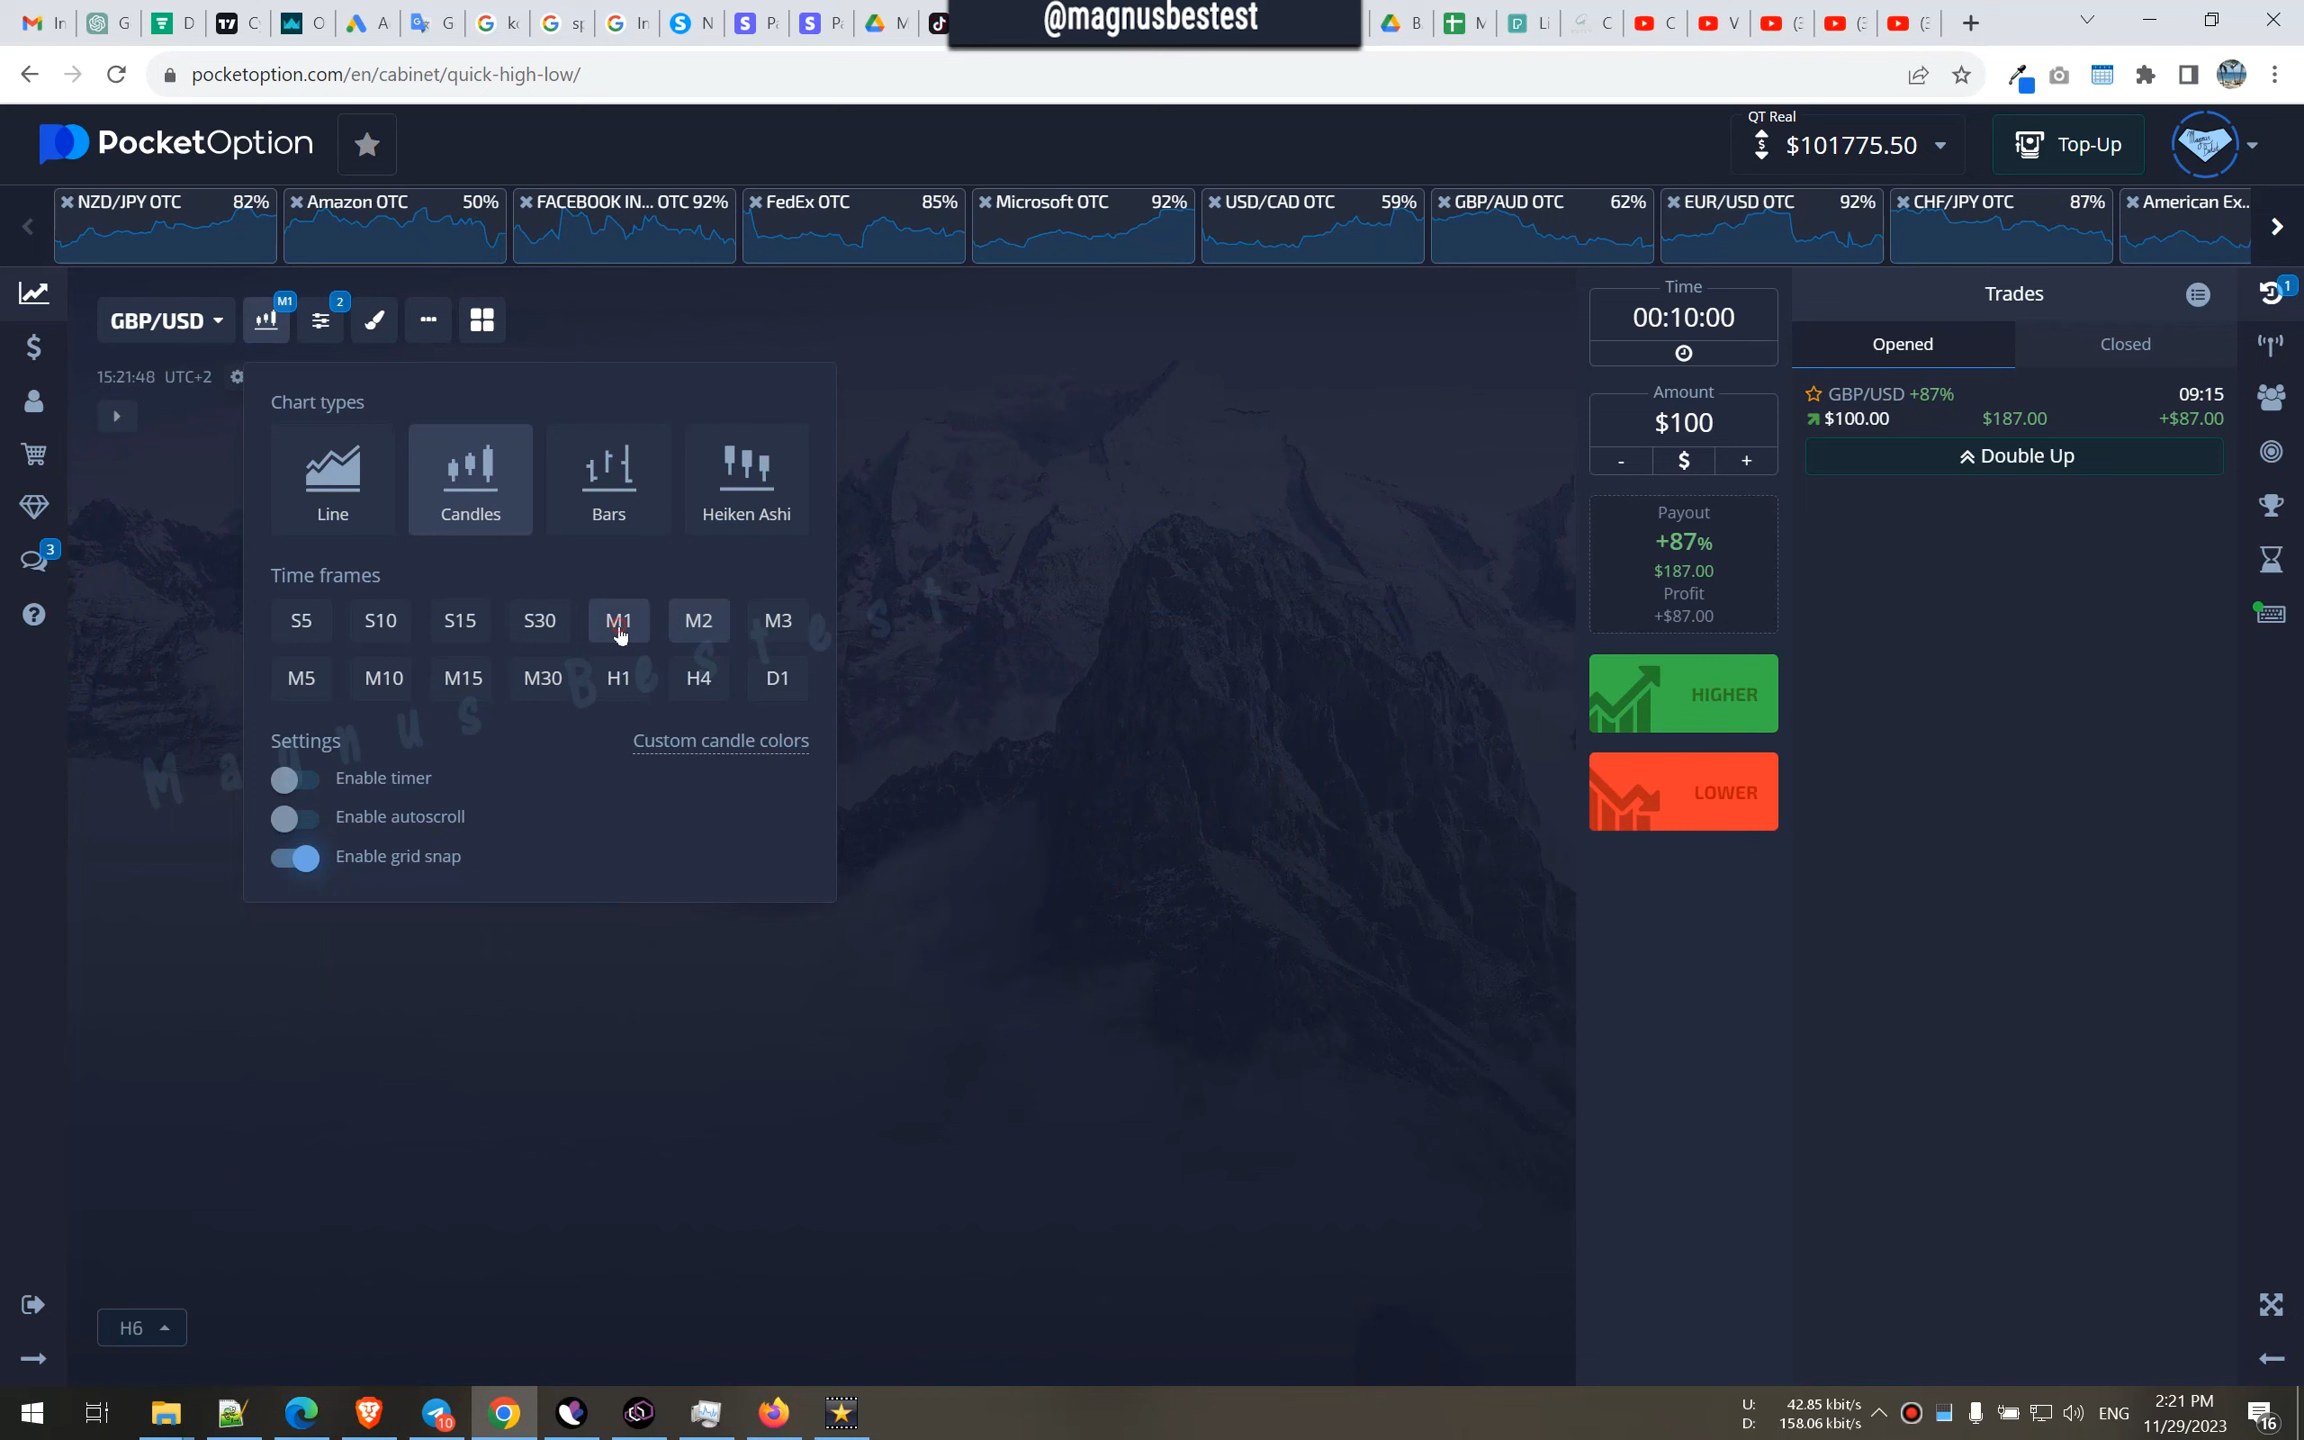 @magnusbestest
pocketoption.com/en/cabinet/quick-high-low/
PocketOption
QT Real
$101775.50
Top-Up
NZD/JPY OTC 82%
Amazon OTC 50%
FACEBOOK IN... OTC 92%
FedEx OTC 85%
Microsoft OTC 92%
USD/CAD OTC 59%
GBP/AUD OTC 62%
EUR/USD OTC 92%
CHF/JPY OTC 87%
American Ex..
GBP/USD
M1
2
15:21:48 UTC+2
Chart types
Line
Candles
Bars
Heiken Ashi
Time frames
S5 S10 S15 S30 M1 M2 M3
M5 M10 M15 M30 H1 H4 D1
Settings
Custom candle colors
Enable timer
Enable autoscroll
Enable grid snap
Magnus Bestest
H6
3
Time
00:10:00
Amount
$100
- $ +
Payout
+87%
$187.00
Profit
+$87.00
HIGHER
LOWER
Trades
1
Opened
Closed
GBP/USD +87% 09:15
$100.00 $187.00 +$87.00
Double Up
10
U: 42.85 kbit/s
D: 158.06 kbit/s
ENG
2:21 PM
11/29/2023
16